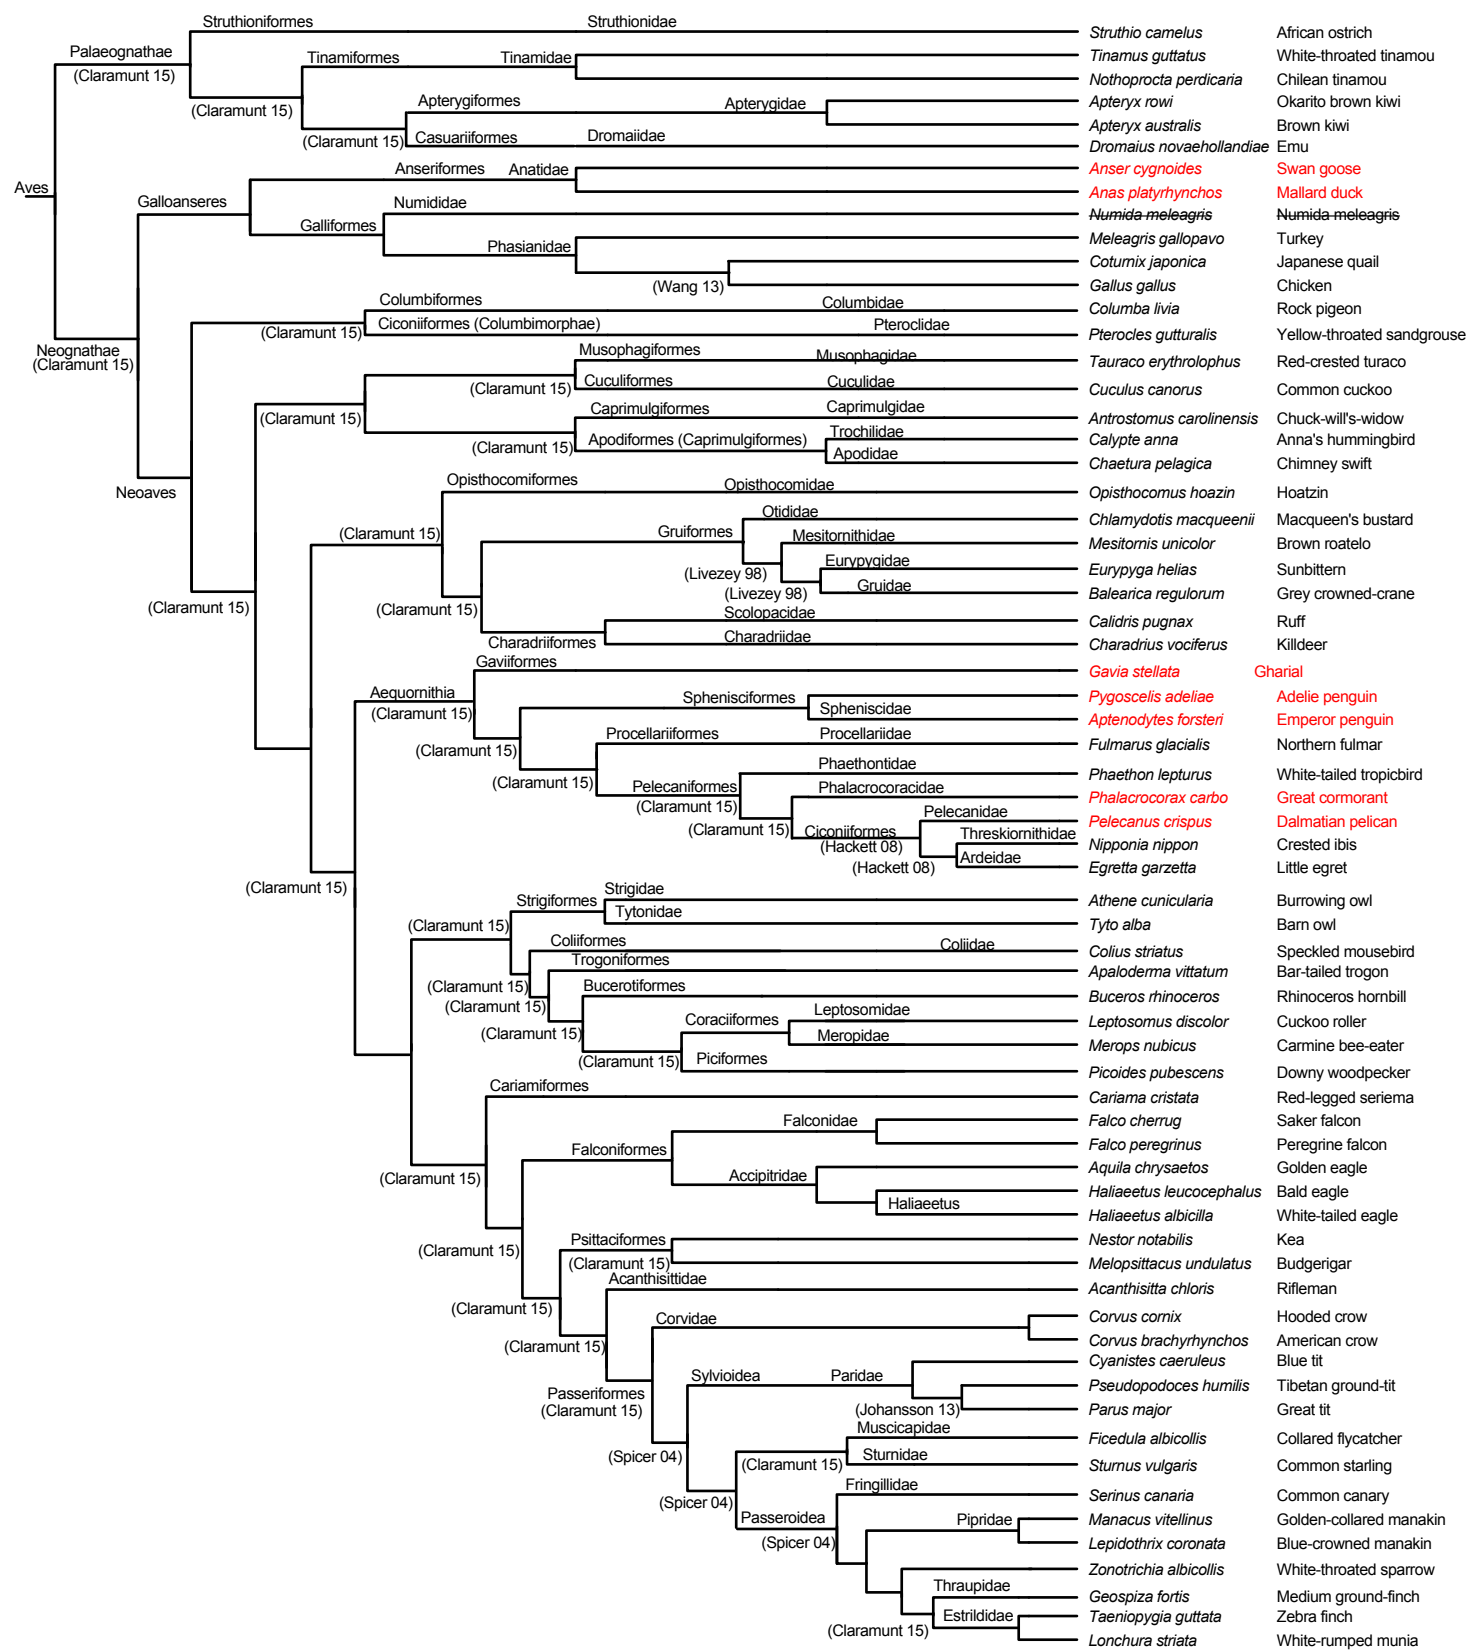 Struthioniformes Struthionidae
Struthio camelus African ostrich
Palaeognathae
(Claramunt 15)
Tinamiformes Tinamidae
Tinamus guttatus White-throated tinamou
Nothoprocta perdicaria Chilean tinamou
(Claramunt 15)
Apterygiformes Apterygidae
Apteryx rowi Okarito brown kiwi
Apteryx australis Brown kiwi
(Claramunt 15)
Casuariiformes Dromaiidae
Dromaius novaehollandiae Emu
Aves
Anseriformes Anatidae
Anser cygnoides Swan goose
Anas platyrhynchos Mallard duck
Galloanseres
Numididae
Numida meleagris Numida meleagris
Galliformes
Phasianidae
Meleagris gallopavo Turkey
Coturnix japonica Japanese quail
(Wang 13)
Gallus gallus Chicken
Columbiformes Columbidae
Columba livia Rock pigeon
(Claramunt 15)
Ciconiiformes (Columbimorphae) Pteroclidae
Pterocles gutturalis Yellow-throated sandgrouse
Neognathae
(Claramunt 15)
Musophagiformes Musophagidae
Tauraco erythrolophus Red-crested turaco
(Claramunt 15)
Cuculiformes Cuculidae
Cuculus canorus Common cuckoo
(Claramunt 15)
Caprimulgiformes Caprimulgidae
Antrostomus carolinensis Chuck-will's-widow
(Claramunt 15)
Apodiformes (Caprimulgiformes)
Trochilidae
Calypte anna Anna's hummingbird
Apodidae
Chaetura pelagica Chimney swift
Neoaves
Opisthocomiformes Opisthocomidae
Opisthocomus hoazin Hoatzin
(Claramunt 15)
Gruiformes
Otididae
Chlamydotis macqueenii Macqueen's bustard
Mesitornithidae
Mesitornis unicolor Brown roatelo
(Livezey 98)
Eurypygidae
Eurypyga helias Sunbittern
(Livezey 98)
Gruidae
Balearica regulorum Grey crowned-crane
(Claramunt 15)
(Claramunt 15)
Scolopacidae
Calidris pugnax Ruff
Charadriiformes
Charadriidae
Charadrius vociferus Killdeer
Gaviiformes
Gavia stellata Gharial
Aequornithia
(Claramunt 15)
Sphenisciformes
Pygoscelis adeliae Adelie penguin
Spheniscidae
Aptenodytes forsteri Emperor penguin
(Claramunt 15)
Procellariiformes Procellariidae
Fulmarus glacialis Northern fulmar
(Claramunt 15)
Pelecaniformes
(Claramunt 15)
Phaethontidae
Phaethon lepturus White-tailed tropicbird
Phalacrocoracidae
Phalacrocorax carbo Great cormorant
(Claramunt 15)
Ciconiiformes
(Hackett 08)
Pelecanidae
Pelecanus crispus Dalmatian pelican
Threskiornithidae
Nipponia nippon Crested ibis
(Hackett 08)
Ardeidae
Egretta garzetta Little egret
(Claramunt 15)
Strigiformes
Strigidae
Athene cunicularia Burrowing owl
Tytonidae
Tyto alba Barn owl
(Claramunt 15)
Coliiformes Coliidae
Colius striatus Speckled mousebird
(Claramunt 15)
Trogoniformes
Apaloderma vittatum Bar-tailed trogon
(Claramunt 15)
Bucerotiformes
Buceros rhinoceros Rhinoceros hornbill
(Claramunt 15)
Coraciiformes
Leptosomidae
Leptosomus discolor Cuckoo roller
Meropidae
Merops nubicus Carmine bee-eater
(Claramunt 15)
Piciformes
Picoides pubescens Downy woodpecker
Cariamiformes
Cariama cristata Red-legged seriema
(Claramunt 15)
Falconiformes
Falconidae
Falco cherrug Saker falcon
Falco peregrinus Peregrine falcon
Accipitridae
Aquila chrysaetos Golden eagle
Haliaeetus leucocephalus Bald eagle
Haliaeetus
Haliaeetus albicilla White-tailed eagle
(Claramunt 15)
Psittaciformes
(Claramunt 15)
Nestor notabilis Kea
Melopsittacus undulatus Budgerigar
(Claramunt 15)
Acanthisittidae
Acanthisitta chloris Rifleman
(Claramunt 15)
Corvidae
Corvus cornix Hooded crow
Corvus brachyrhynchos American crow
Passeriformes
(Claramunt 15)
Sylvioidea Paridae
Cyanistes caeruleus Blue tit
Pseudopodoces humilis Tibetan ground-tit
(Johansson 13)
Parus major Great tit
(Spicer 04)
Muscicapidae
Ficedula albicollis Collared flycatcher
(Claramunt 15)
Sturnidae
Sturnus vulgaris Common starling
(Spicer 04)
Passeroidea
(Spicer 04)
Fringillidae
Serinus canaria Common canary
Pipridae
Manacus vitellinus Golden-collared manakin
Lepidothrix coronata Blue-crowned manakin
Zonotrichia albicollis White-throated sparrow
Thraupidae
Geospiza fortis Medium ground-finch
(Claramunt 15)
Estrildidae
Taeniopygia guttata Zebra finch
Lonchura striata White-rumped munia